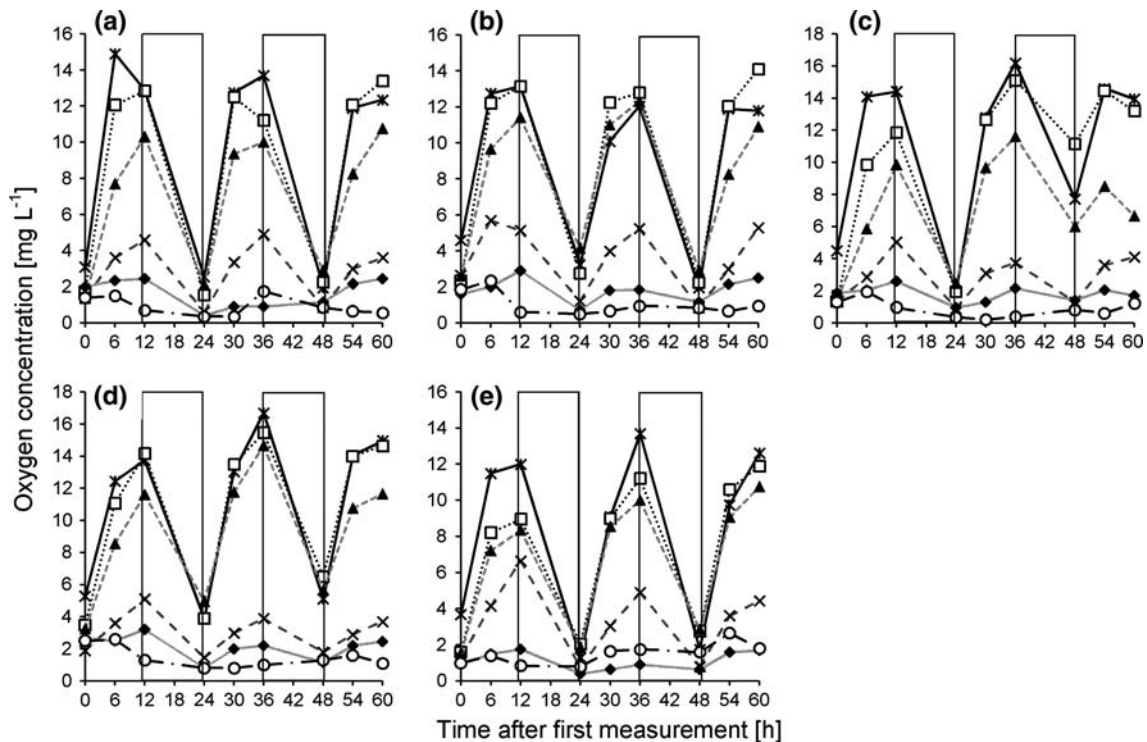 (a) (b) (c)
16 16 18
14 14 16
12 12 14
10 10 12
8 8 10
6 6 8
4 4 6
2 2 4
0 0 2
0
0 6 12 18 24 30 36 42 48 54 60
0 6 12 18 24 30 36 42 48 54 60
0 6 12 18 24 30 36 42 48 54 60
Oxygen concentration [mg L⁻¹]
(d) (e)
18 16
16 14
14 12
12 10
10 8
8 6
6 4
4 2
2 0
0
0 6 12 18 24 30 36 42 48 54 60
0 6 12 18 24 30 36 42 48 54 60
Time after first measurement [h]